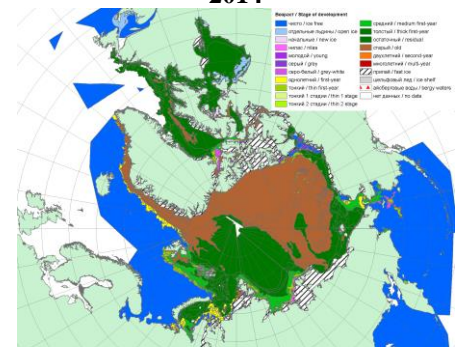 2014
Возраст / Stage of development
чисто / ice free
отдельные льдины / open ice
начальные / new ice
нилас / nilas
молодой / young
серый / grey
серо-белый / grey-white
однолетний / first-year
тонкий / thin first-year
тонкий 1 стадии / thin 1 stage
тонкий 2 стадии / thin 2 stage
средний / medium first-year
толстый / thick first-year
остаточный / residual
старый / old
двулетний / second-year
многолетний / multi-year
припай / fast ice
шельфовый лед / ice shelf
айсберговые воды / bergy waters
нет данных / no data